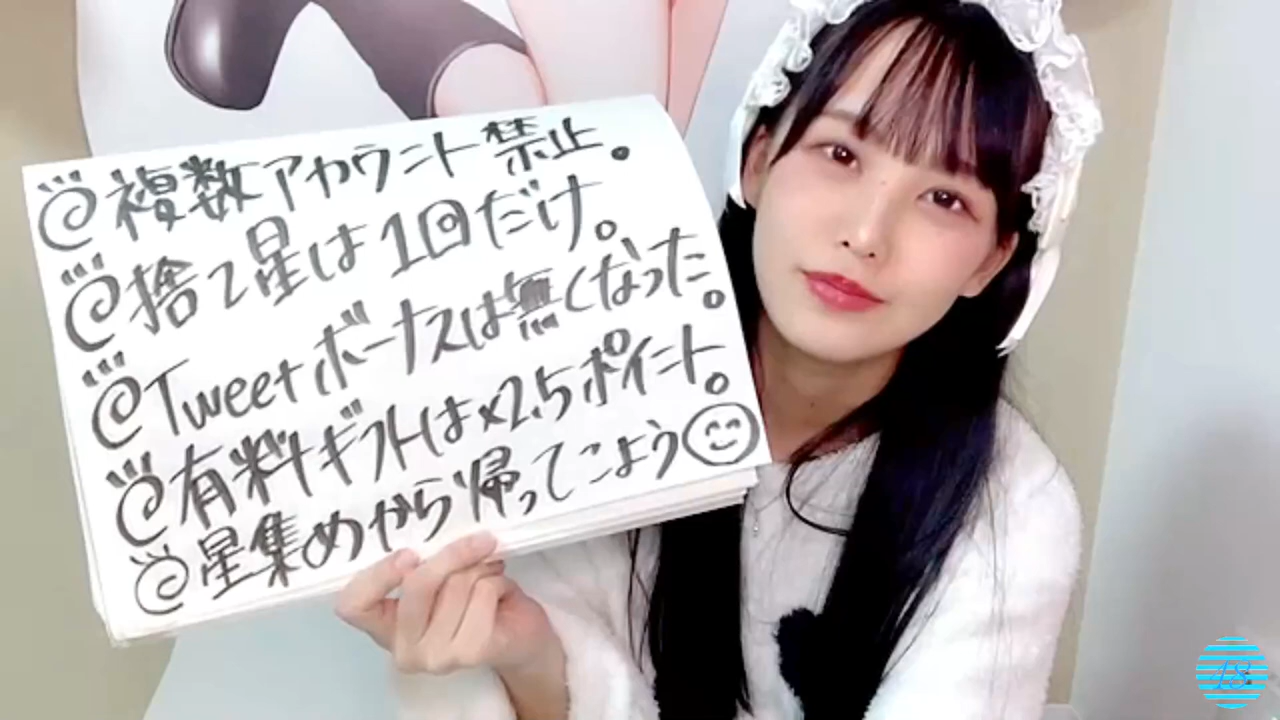 @複数アカウント禁止。
@捨て星は1回だけ。
@Tweetボーナスは無くなった。
@有料ギフトは×2.5ポイント。
@星集めから帰ってこよう
18